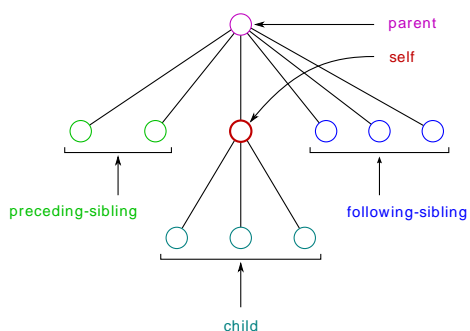 parent
self
preceding-sibling
following-sibling
child